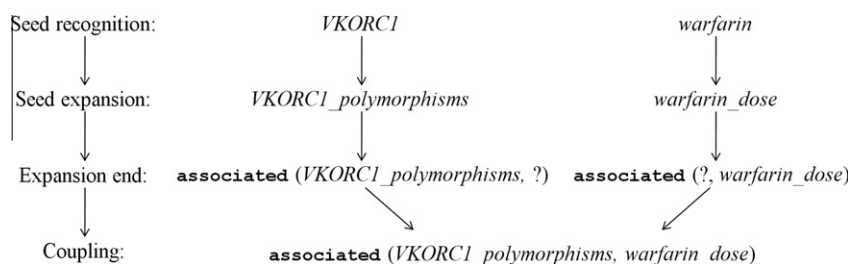 Seed recognition: VKORC1 warfarin
Seed expansion: VKORC1_polymorphisms warfarin_dose
Expansion end: associated (VKORC1_polymorphisms, ?) associated (?, warfarin_dose)
Coupling: associated (VKORC1_polymorphisms, warfarin_dose)